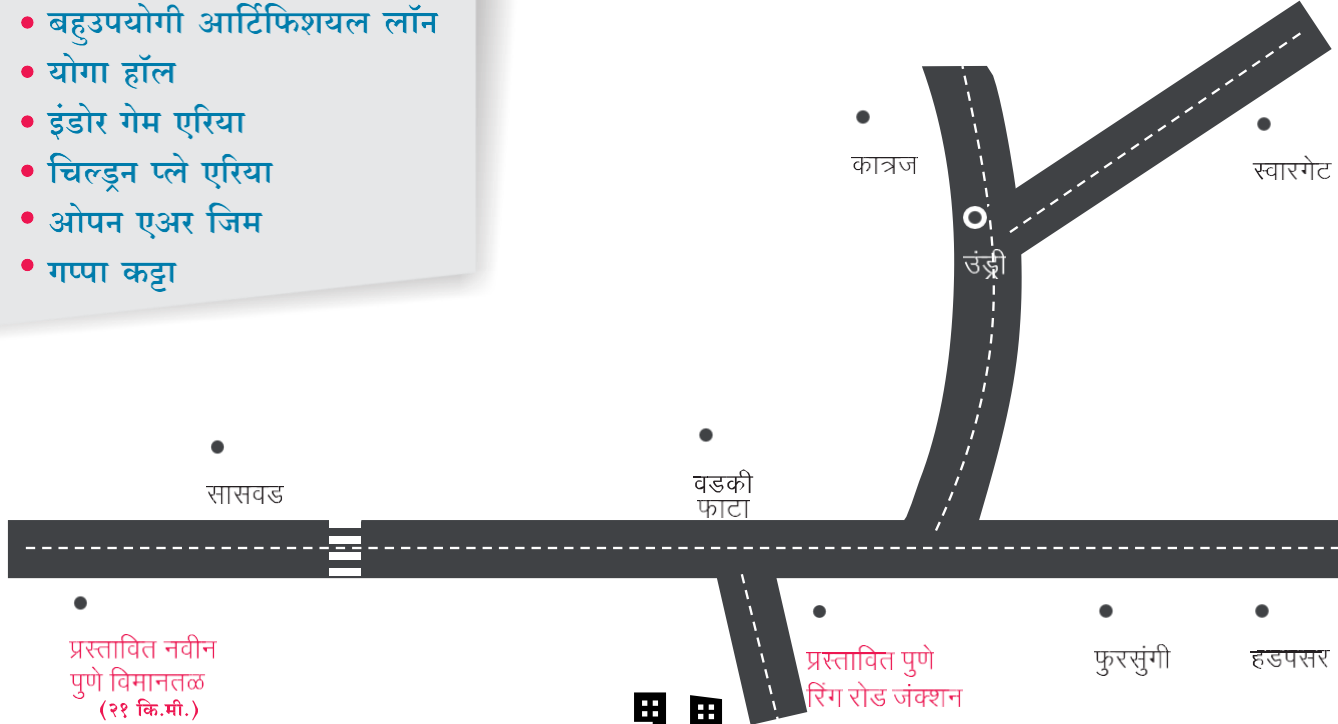 • बहुउपयोगी आर्टिफिशयल लॉन
• योगा हॉल
• इंडोर गेम एरिया
• चिल्ड्रन प्ले एरिया
• ओपन एअर जिम
• गप्पा कट्टा
कात्रज
स्वारगेट
उंड्री
सासवड
वडकी
फाटा
प्रस्तावित नवीन
पुणे विमानतळ
(२१ कि.मी.)
प्रस्तावित पुणे
रिंग रोड जंक्शन
फुरसुंगी
हडपसर